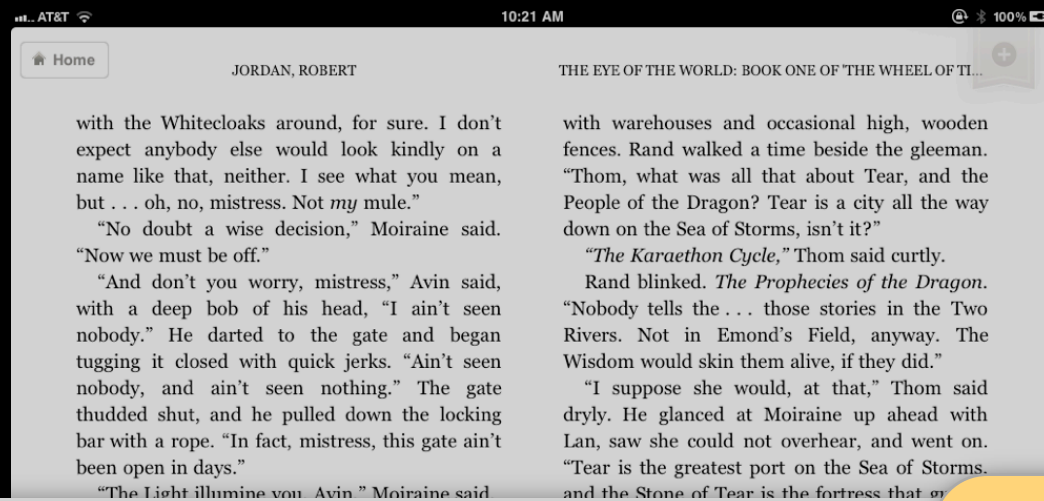 AT&T
10:21 AM
100%
Home
JORDAN, ROBERT
THE EYE OF THE WORLD: BOOK ONE OF 'THE WHEEL OF TI...
with the Whitecloaks around, for sure. I don't
expect anybody else would look kindly on a
name like that, neither. I see what you mean,
but . . . oh, no, mistress. Not my mule.”
“No doubt a wise decision,” Moiraine said.
“Now we must be off.”
“And don’t you worry, mistress,” Avin said,
with a deep bob of his head, “I ain’t seen
nobody.” He darted to the gate and began
tugging it closed with quick jerks. “Ain’t seen
nobody, and ain’t seen nothing.” The gate
thudded shut, and he pulled down the locking
bar with a rope. “In fact, mistress, this gate ain’t
been open in days.”
“The Light illumine you, Avin,” Moiraine said.
with warehouses and occasional high, wooden
fences. Rand walked a time beside the gleeman.
“Thom, what was all that about Tear, and the
People of the Dragon? Tear is a city all the way
down on the Sea of Storms, isn’t it?”
“The Karaethon Cycle,” Thom said curtly.
Rand blinked. The Prophecies of the Dragon.
“Nobody tells the . . . those stories in the Two
Rivers. Not in Emond’s Field, anyway. The
Wisdom would skin them alive, if they did.”
“I suppose she would, at that,” Thom said
dryly. He glanced at Moiraine up ahead with
Lan, saw she could not overhear, and went on.
“Tear is the greatest port on the Sea of Storms,
and the Stone of Tear is the fortress that